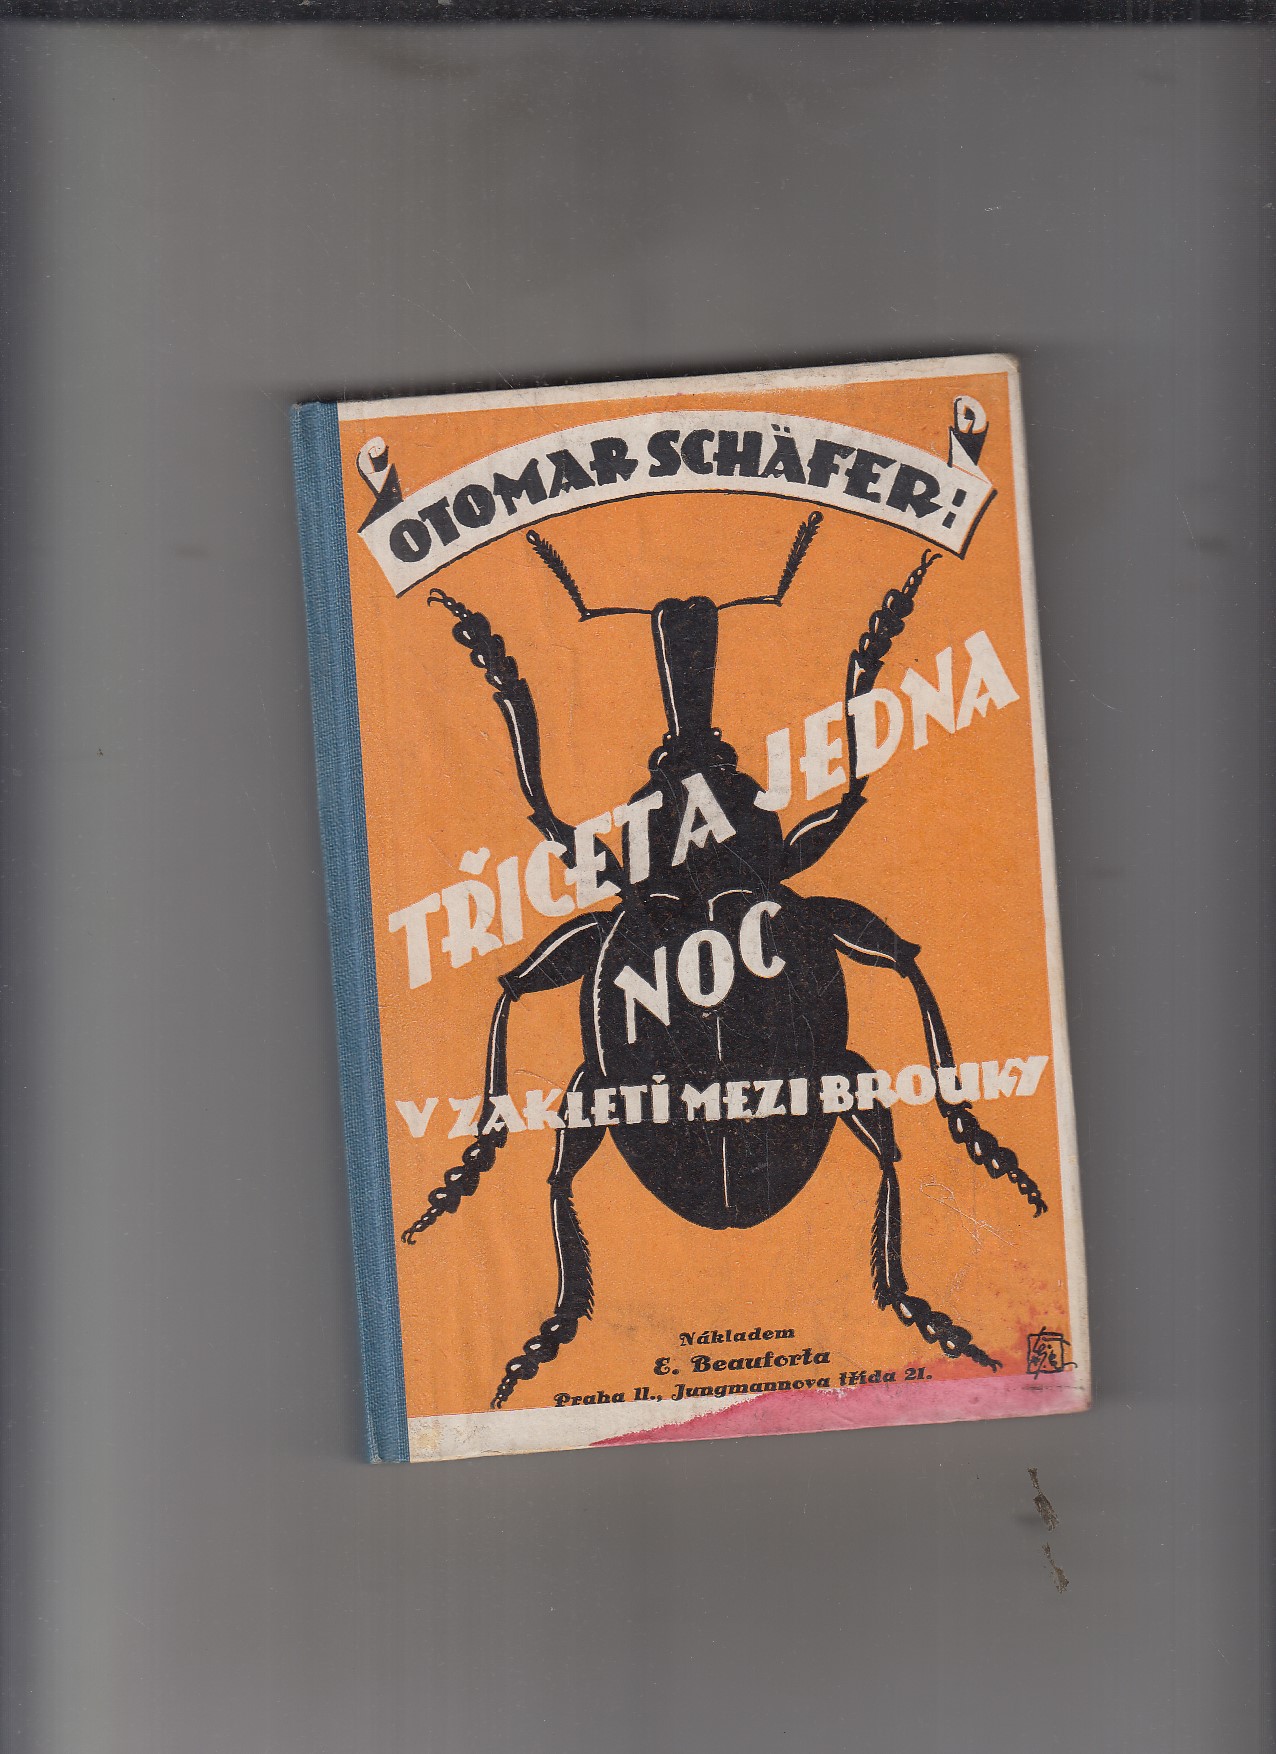 OTOMAR SCHÄFER:
TŘICET A JEDNA
NOC
V ZAKLETÍ MEZI BROUKY
Nákladem
E. Beauforta
Praha II., Jungmannova třída 21.